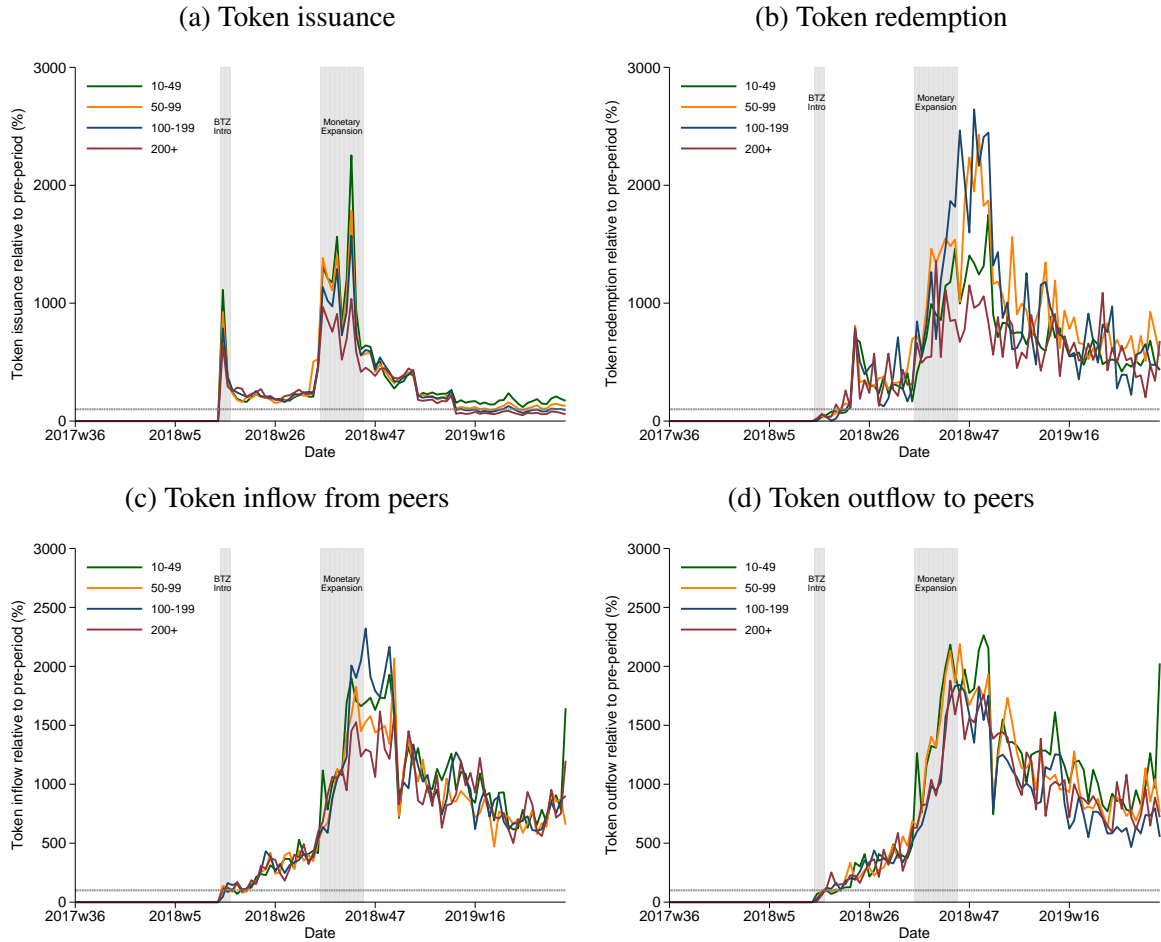 (a) Token issuance
Token issuance relative to pre-period (%)
3000
2000
1000
0
10-49
50-99
100-199
200+
BTZ
Intro
Monetary
Expansion
2017w36
2018w5
2018w26
2018w47
2019w16
Date
(b) Token redemption
Token redemption relative to pre-period (%)
3000
2000
1000
0
10-49
50-99
100-199
200+
BTZ
Intro
Monetary
Expansion
2017w36
2018w5
2018w26
2018w47
2019w16
Date
(c) Token inflow from peers
Token inflow relative to pre-period (%)
3000
2500
2000
1500
1000
500
0
10-49
50-99
100-199
200+
BTZ
Intro
Monetary
Expansion
2017w36
2018w5
2018w26
2018w47
2019w16
Date
(d) Token outflow to peers
Token outflow relative to pre-period (%)
3000
2500
2000
1500
1000
500
0
10-49
50-99
100-199
200+
BTZ
Intro
Monetary
Expansion
2017w36
2018w5
2018w26
2018w47
2019w16
Date